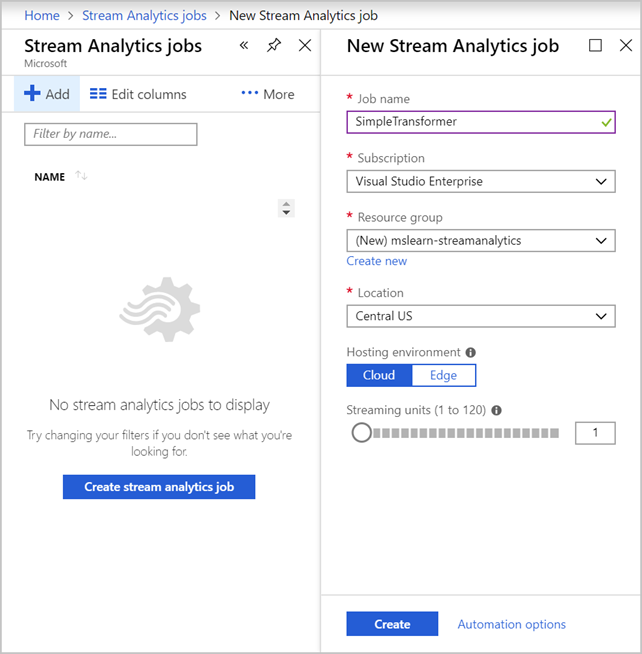 Home > Stream Analytics jobs > New Stream Analytics job
Stream Analytics jobs
Microsoft
Add Edit columns More
Filter by name...
NAME
No stream analytics jobs to display
Try changing your filters if you don't see what you're
looking for.
Create stream analytics job
New Stream Analytics job
* Job name
SimpleTransformer
* Subscription
Visual Studio Enterprise
* Resource group
(New) mslearn-streamanalytics
Create new
* Location
Central US
Hosting environment
Cloud Edge
Streaming units (1 to 120)
1
Create Automation options